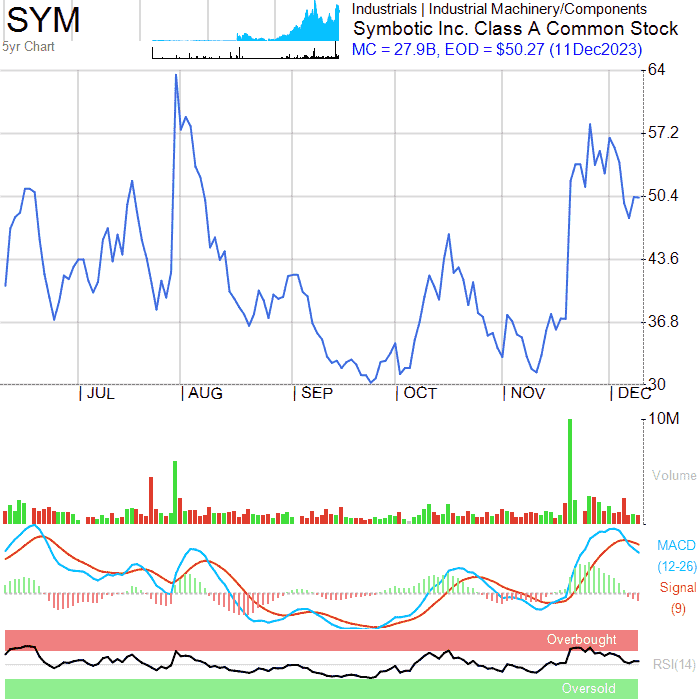 SYM
5yr Chart
Industrials | Industrial Machinery/Components
Symbotic Inc. Class A Common Stock
MC = 27.9B, EOD = $50.27 (11Dec2023)
64
57.2
50.4
43.6
36.8
30
| JUL
| AUG
| SEP
| OCT
| NOV
| DEC
10M
Volume
MACD
(12-26)
Signal
(9)
Overbought
RSI(14)
Oversold